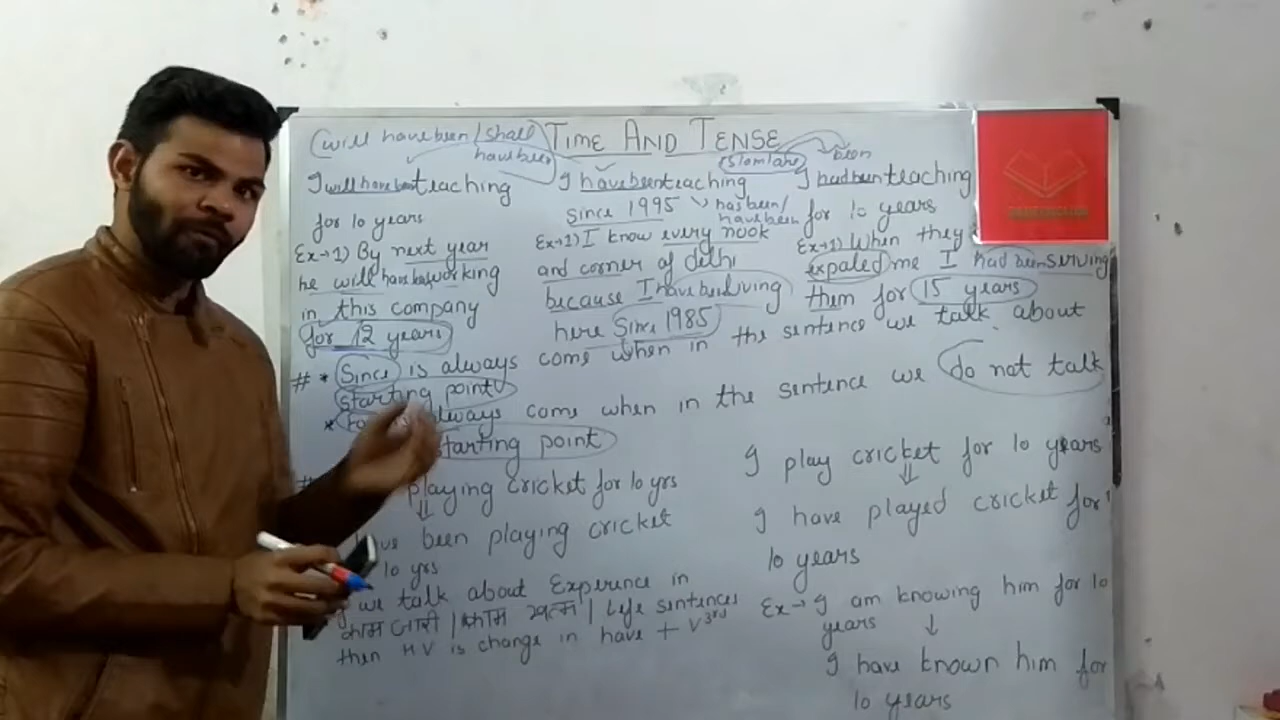 (will have been / shall
have been
TIME AND TENSE
(1om1ake)
been
I will have been teaching
for 10 years
Ex→1) By next year
he will have been working
in this company
for 12 years
I have been teaching
since 1995
has been/
have been
Ex→1) I know every nook
and corner of delhi
because I have been living
here Since 1985
I had been teaching
for 10 years
Ex→1) When they
expaled me I had been serving
them for 15 years
# * Since is always come when in the sentence we talk about
starting point
* always come when in the sentence we do not talk
starting point
playing cricket for 10 yrs
⇓
been playing cricket
10 yrs
we talk about Experence in
काम जारी | काम खत्म | Life sentences
then HV is change in have + V3rd
I play cricket for 10 years
⇓
I have played cricket for
10 years
Ex→ I am knowing him for 10
years ↓
I have known him for
10 years